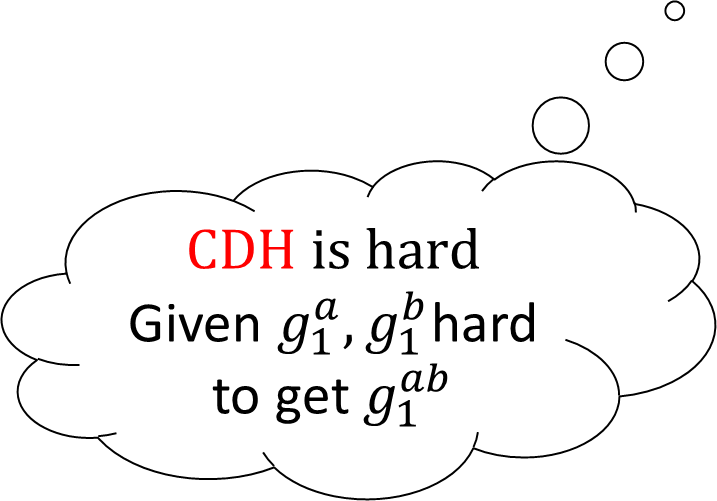 CDH is hard
Given $g_1^a, g_1^b$ hard
to get $g_1^{ab}$